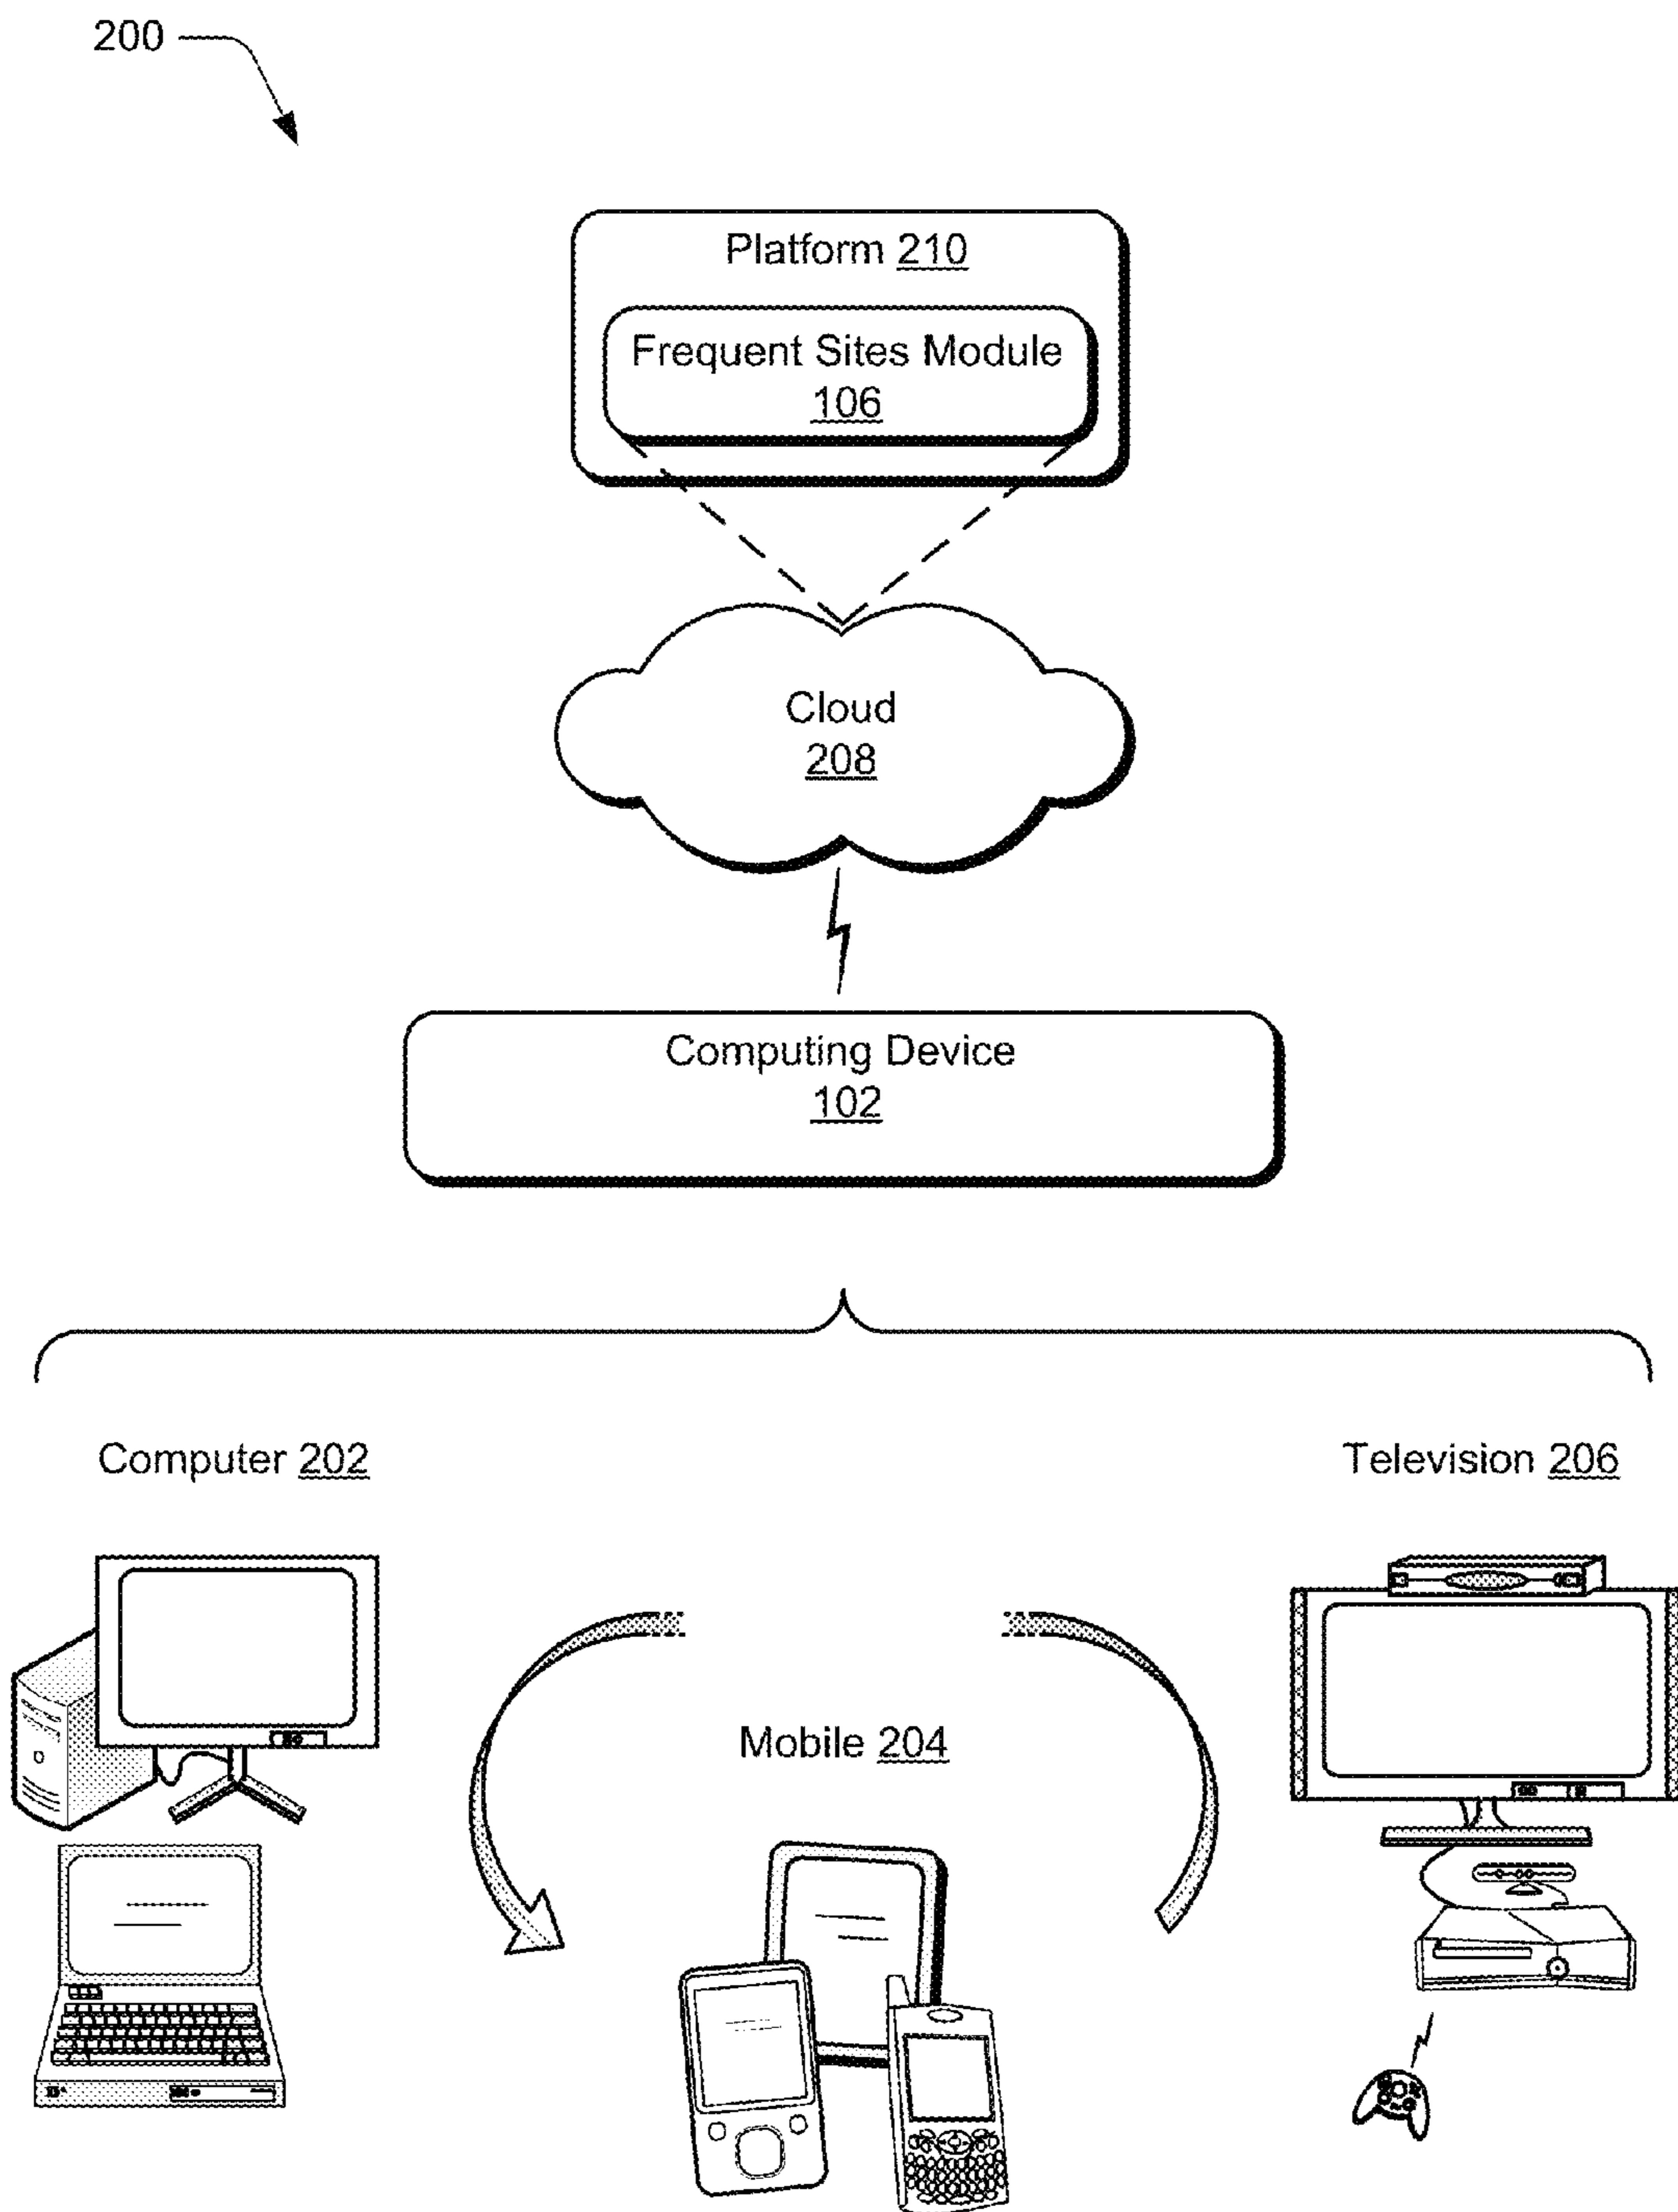 200
Platform 210
Frequent Sites Module
106
Cloud
208
Computing Device
102
Computer 202
Television 206
Mobile 204